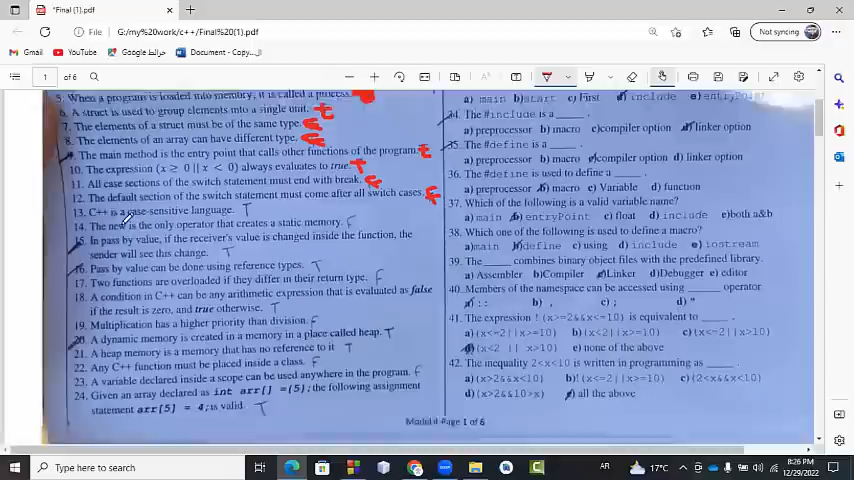 *Final (1).pdf
File | G:/my%20work/c++/Final%20(1).pdf
Not syncing
Gmail YouTube خرائط Google Document - Copy...
1 of 6
5. When a program is loaded into memory, it is called a process.
6. A struct is used to group elements into a single unit. t
7. The elements of a struct must be of the same type.
8. The elements of an array can have different type.
9. The main method is the entry point that calls other functions of the program. t
10. The expression (x ≥ 0 || x < 0) always evaluates to true. T
11. All case sections of the switch statement must end with break.
12. The default section of the switch statement must come after all switch cases.
13. C++ is a case-sensitive language. T
14. The new is the only operator that creates a static memory. F
15. In pass by value, if the receiver's value is changed inside the function, the
sender will see this change. T
16. Pass by value can be done using reference types. T
17. Two functions are overloaded if they differ in their return type. F
18. A condition in C++ can be any arithmetic expression that is evaluated as false
if the result is zero, and true otherwise. T
19. Multiplication has a higher priority than division. F
20. A dynamic memory is created in a memory in a place called heap. T
21. A heap memory is a memory that has no reference to it T
22. Any C++ function must be placed inside a class. F
23. A variable declared inside a scope can be used anywhere in the program. F
24. Given an array declared as int arr[] ={5}; the following assignment
statement arr[5] = 4; is valid. T
a) main b)start c) First d) include e)entryPoint
34. The #include is a _____.
a) preprocessor b) macro c)compiler option d) linker option
35. The #define is a _____.
a) preprocessor b) macro c)compiler option d) linker option
36. The #define is used to define a _____.
a)preprocessor b) macro c) Variable d) function
37. Which of the following is a valid variable name?
a) main b) entryPoint c) float d) include e)both a&b
38. Which of the following one is used to define a macro?
a)main b)define c) using d) include e) iostream
39. The _____ combines binary object files with the predefined library.
a) Assembler b)Compiler c)Linker d)Debugger e) editor
40. Members of the namespace can be accessed using _____ operator
a) :: b) , c) ; d) "
41. The expression !(x>=2&&x<=10) is equivalent to _____.
a)(x<=2||x>=10) b)(x<2||x>10) c)(x<=2||x>10)
d)(x<2 || x>10) e) none of the above
42. The inequality 2<x<10 is written in programming as _____.
a)(x>2&&x<10) b)!(x<=2||x>=10) c)(2<x&&x<10)
d)(x>2&&10>x) e) all the above
Page 1 of 6
Type here to search
AR
17°C
8:26 PM
12/29/2022